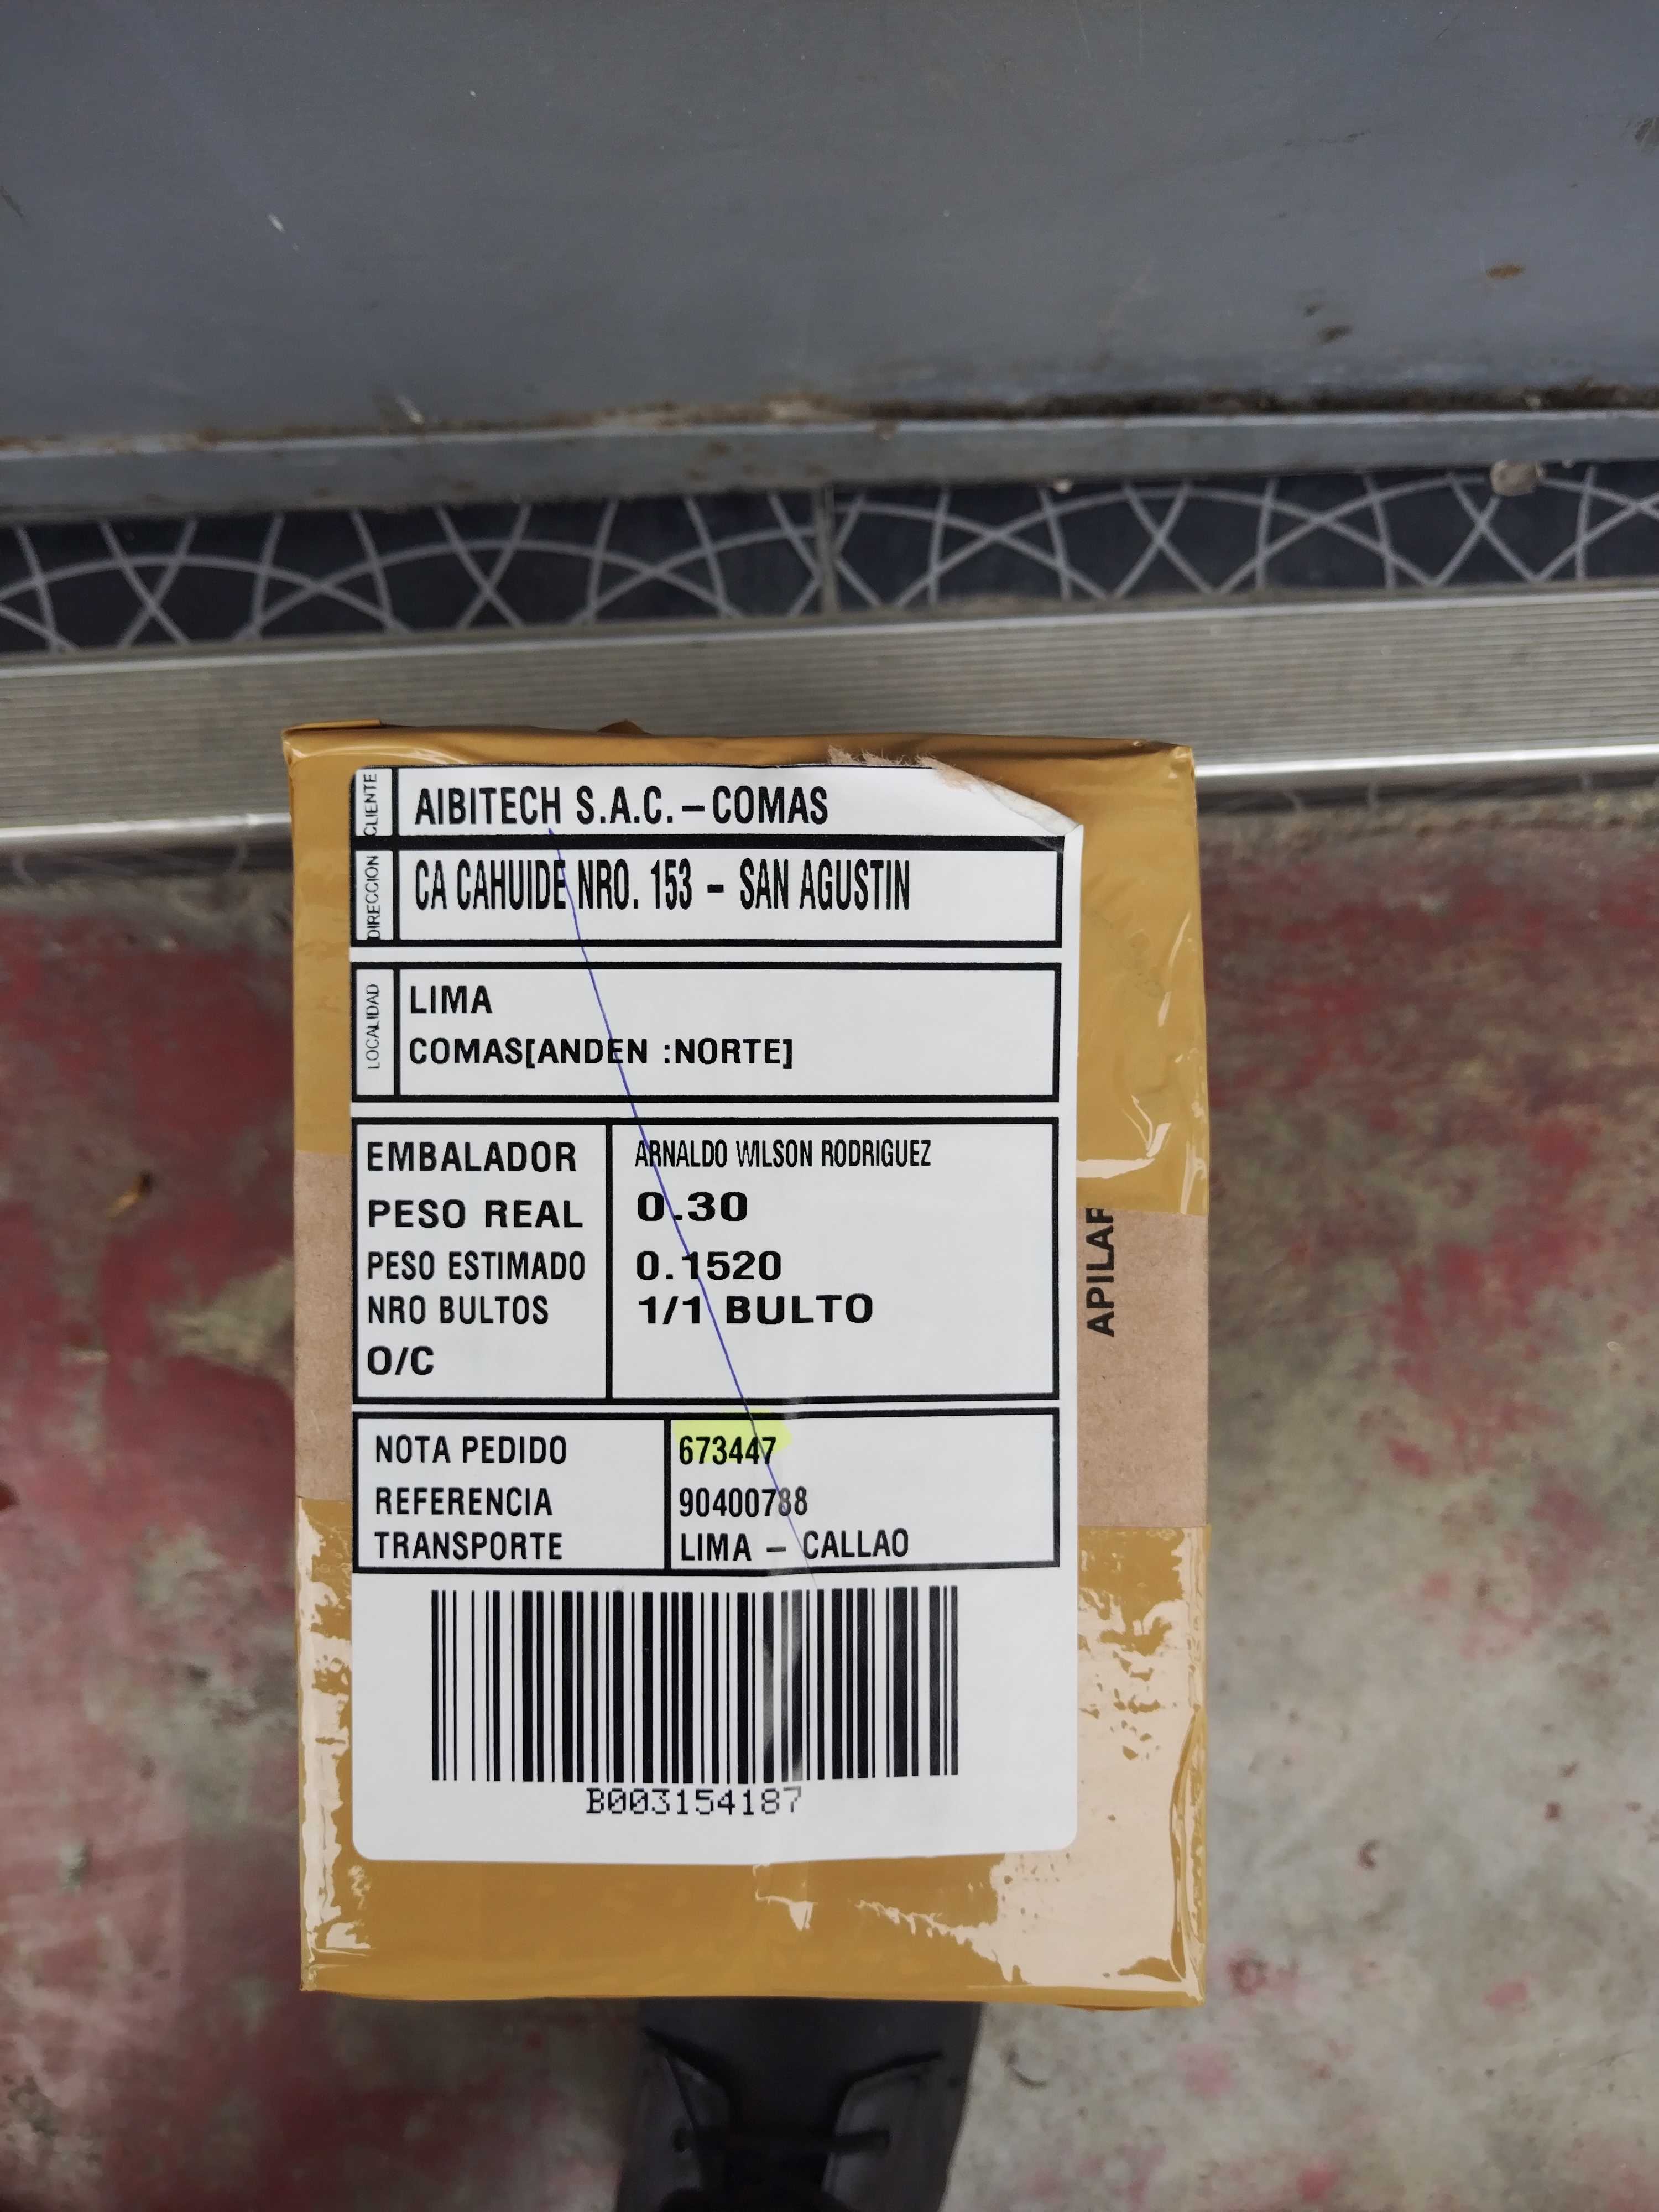 CLIENTE
AIBITECH S.A.C. – COMAS
DIRECCION
CA CAHUIDE NRO. 153 – SAN AGUSTIN
LOCALIDAD
LIMA
COMAS[ANDEN :NORTE]
EMBALADOR ARNALDO WILSON RODRIGUEZ
PESO REAL 0.30
PESO ESTIMADO 0.1520
NRO BULTOS 1/1 BULTO
O/C
NOTA PEDIDO 673447
REFERENCIA 90400788
TRANSPORTE LIMA – CALLAO
B003154187
APILAR